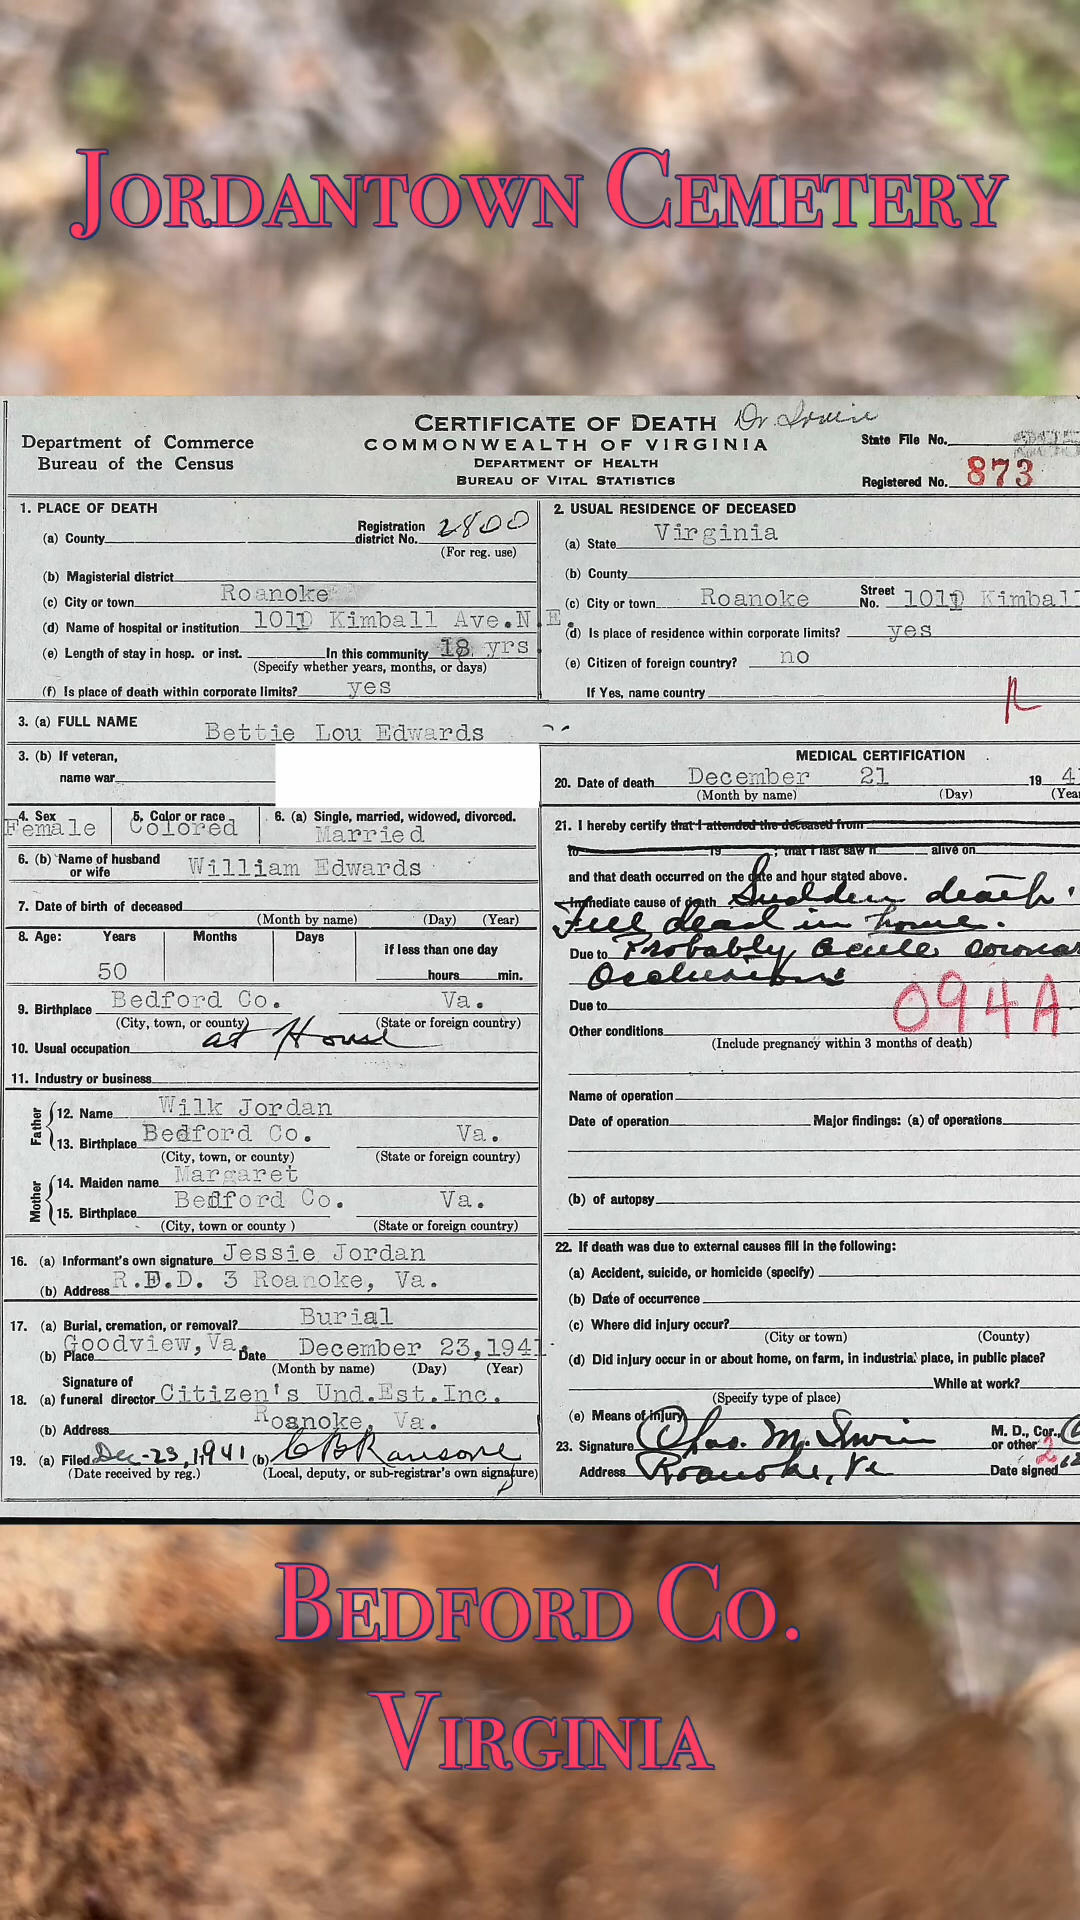 JORDANTOWN CEMETERY
CERTIFICATE OF DEATH Dr Irvin
Department of Commerce
Bureau of the Census
COMMONWEALTH OF VIRGINIA
DEPARTMENT OF HEALTH
BUREAU OF VITAL STATISTICS
State File No.
Registered No. 873
1. PLACE OF DEATH
(a) County
Registration district No. 2800
(For reg. use)
(b) Magisterial district
(c) City or town Roanoke
(d) Name of hospital or institution 101 Kimball Ave.N.E.
(e) Length of stay in hosp. or inst. In this community 18 yrs.
(Specify whether years, months, or days)
(f) Is place of death within corporate limits? yes
2. USUAL RESIDENCE OF DECEASED
(a) State Virginia
(b) County
(c) City or town Roanoke Street No. 101 Kimball
(d) Is place of residence within corporate limits? yes
(e) Citizen of foreign country? no
If Yes, name country
3. (a) FULL NAME Bettie Lou Edwards
3. (b) If veteran,
name war
4. Sex Female
5. Color or race Colored
6. (a) Single, married, widowed, divorced. Married
6. (b) Name of husband or wife William Edwards
7. Date of birth of deceased
(Month by name) (Day) (Year)
8. Age: Years Months Days If less than one day
50 hours min.
9. Birthplace Bedford Co. Va.
(City, town, or county) (State or foreign country)
10. Usual occupation at House
11. Industry or business
Father
12. Name Wilk Jordan
13. Birthplace Bedford Co. Va.
(City, town, or county) (State or foreign country)
Mother
14. Maiden name Margaret
15. Birthplace Bedford Co. Va.
(City, town or county ) (State or foreign country)
16. (a) Informant's own signature Jessie Jordan
(b) Address R.F.D. 3 Roanoke, Va.
17. (a) Burial, cremation, or removal? Burial
(b) Place Goodview, Va. Date December 23, 1941
(Month by name) (Day) (Year)
18. (a) Signature of funeral director Citizen's Und.Est.Inc.
(b) Address Roanoke, Va.
19. (a) Filed Dec-23, 1941 (b) C B Ransone
(Date received by reg.) (Local, deputy, or sub-registrar's own signature)
MEDICAL CERTIFICATION
20. Date of death December 21 19 4
(Month by name) (Day) (Yea
21. I hereby certify that I attended the deceased from
to 19 ; that I last saw h alive on
and that death occurred on the date and hour stated above.
Immediate cause of death Sudden death.
Fell dead in home.
Due to Probably acute coronar
Occlusion
Due to 094A
Other conditions
(Include pregnancy within 3 months of death)
Name of operation
Date of operation Major findings: (a) of operations
(b) of autopsy
22. If death was due to external causes fill in the following:
(a) Accident, suicide, or homicide (specify)
(b) Date of occurrence
(c) Where did injury occur?
(City or town) (County)
(d) Did injury occur in or about home, on farm, in industrial place, in public place?
While at work?
(Specify type of place)
(e) Means of injury
23. Signature Chas. M. Irvin M. D., Cor., or other
Address Roanoke, Va Date signed 12
BEDFORD CO.
VIRGINIA